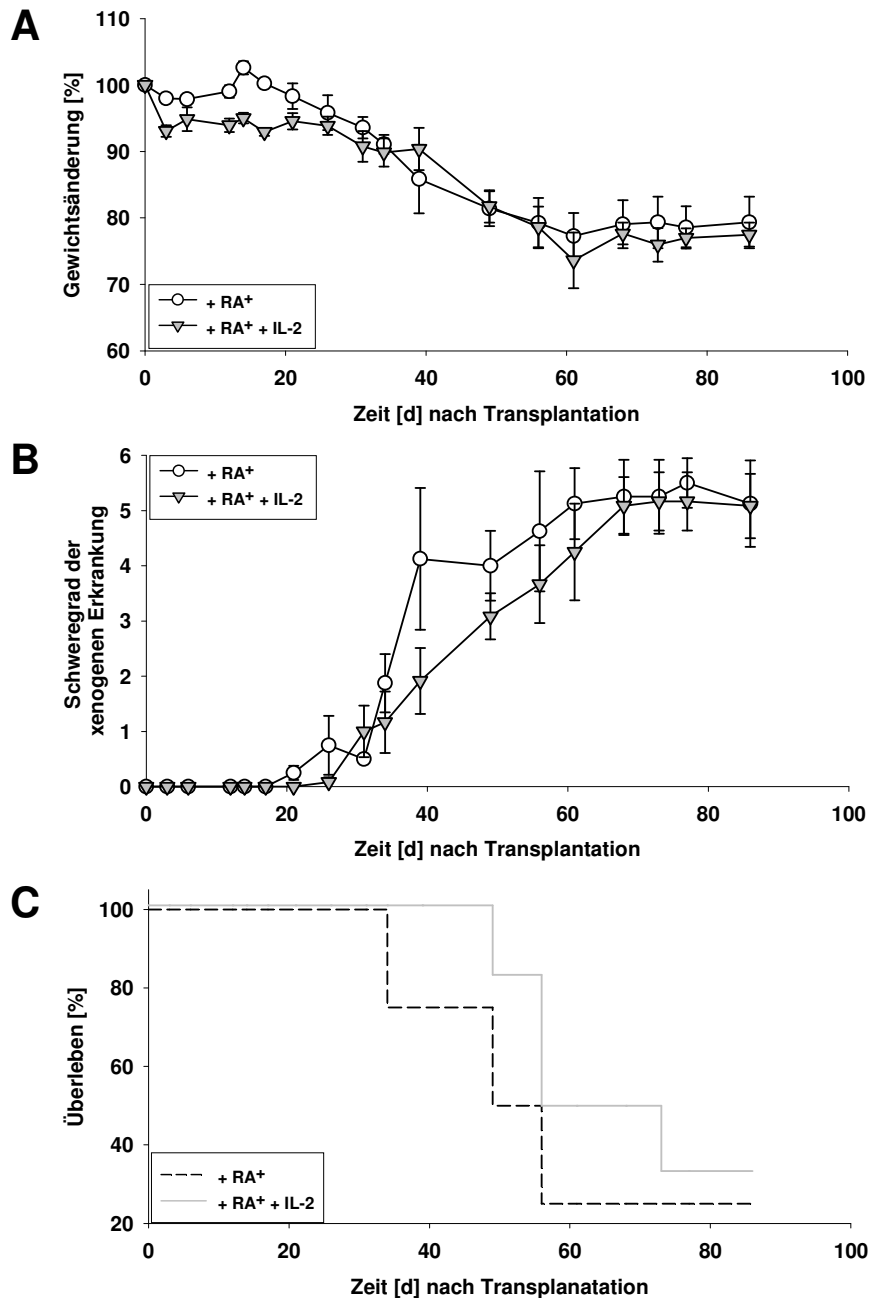 A
110
100
90
80
70
60
Gewichtsänderung [%]
+ RA+
+ RA+ + IL-2
0 20 40 60 80 100
Zeit [d] nach Transplantation
B
6
5
4
3
2
1
0
Schweregrad der
xenogenen Erkrankung
+ RA+
+ RA+ + IL-2
0 20 40 60 80 100
Zeit [d] nach Transplantation
C
100
80
60
40
20
Überleben [%]
+ RA+
+ RA+ + IL-2
0 20 40 60 80 100
Zeit [d] nach Transplanatation